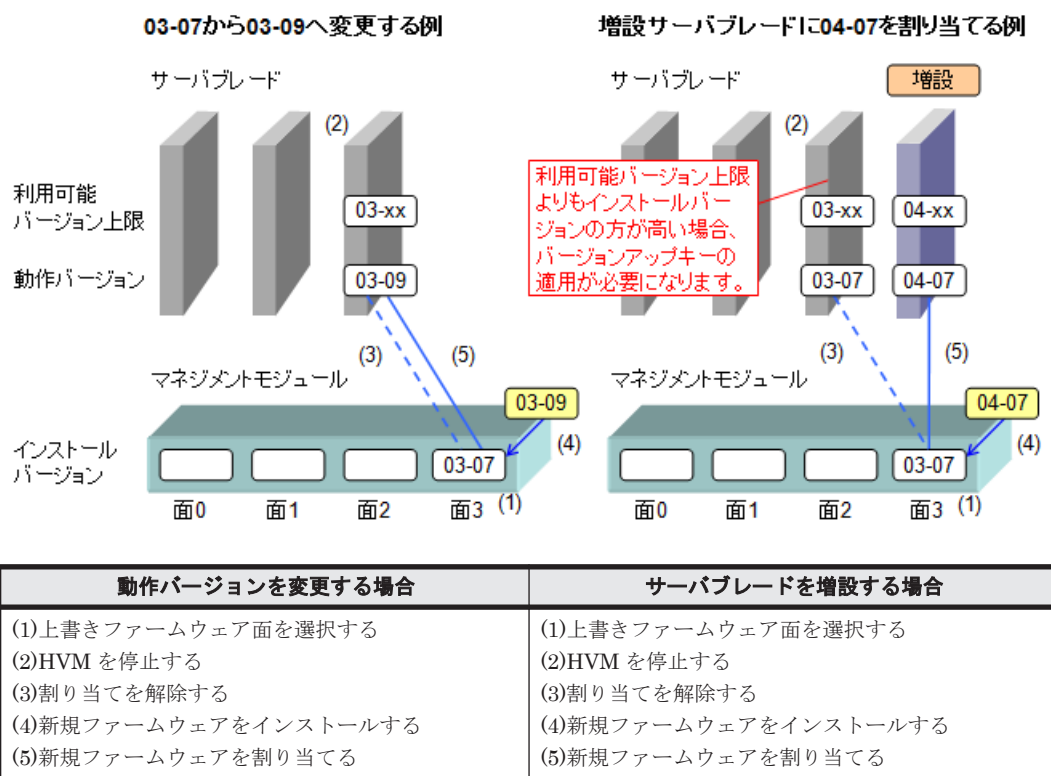 03-07から03-09へ変更する例
サーバブレード
(2)
利用可能
バージョン上限
03-xx
動作バージョン
03-09
(3)
(5)
マネジメントモジュール
03-09
(4)
インストール
バージョン
03-07
面0
面1
面2
面3
(1)
増設サーバブレードに04-07を割り当てる例
サーバブレード
増設
(2)
利用可能バージョン上限
よりもインストールバー
ジョンの方が高い場合、
バージョンアップキーの
適用が必要になります。
03-xx
04-xx
03-07
04-07
(3)
(5)
マネジメントモジュール
04-07
(4)
03-07
面0
面1
面2
面3
(1)
動作バージョンを変更する場合
(1)上書きファームウェア面を選択する
(2)HVM を停止する
(3)割り当てを解除する
(4)新規ファームウェアをインストールする
(5)新規ファームウェアを割り当てる
サーバブレードを増設する場合
(1)上書きファームウェア面を選択する
(2)HVM を停止する
(3)割り当てを解除する
(4)新規ファームウェアをインストールする
(5)新規ファームウェアを割り当てる